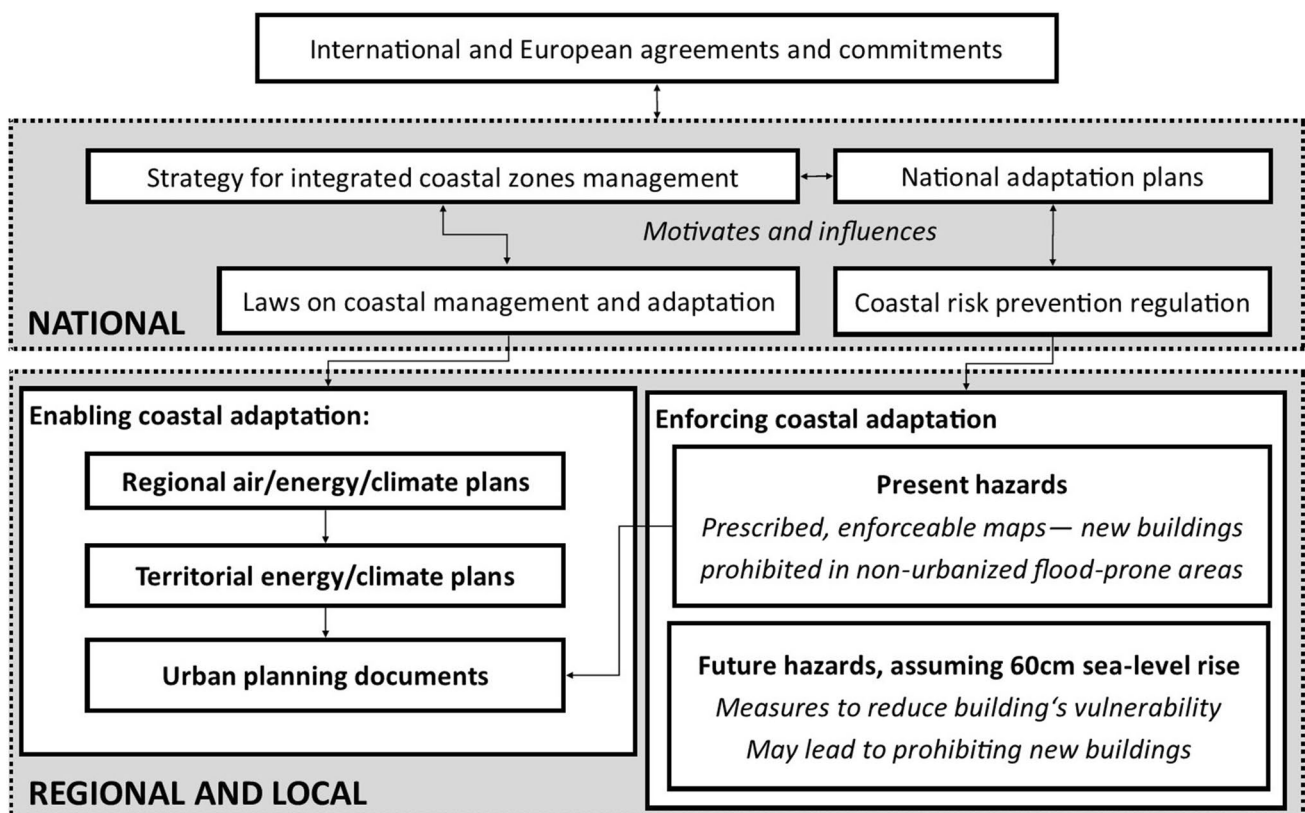 International and European agreements and commitments
Strategy for integrated coastal zones management
National adaptation plans
Motivates and influences
Laws on coastal management and adaptation
Coastal risk prevention regulation
NATIONAL
Enabling coastal adaptation:
Regional air/energy/climate plans
Territorial energy/climate plans
Urban planning documents
Enforcing coastal adaptation
Present hazards
Prescribed, enforceable maps— new buildings
prohibited in non-urbanized flood-prone areas
Future hazards, assuming 60cm sea-level rise
Measures to reduce building‘s vulnerability
May lead to prohibiting new buildings
REGIONAL AND LOCAL